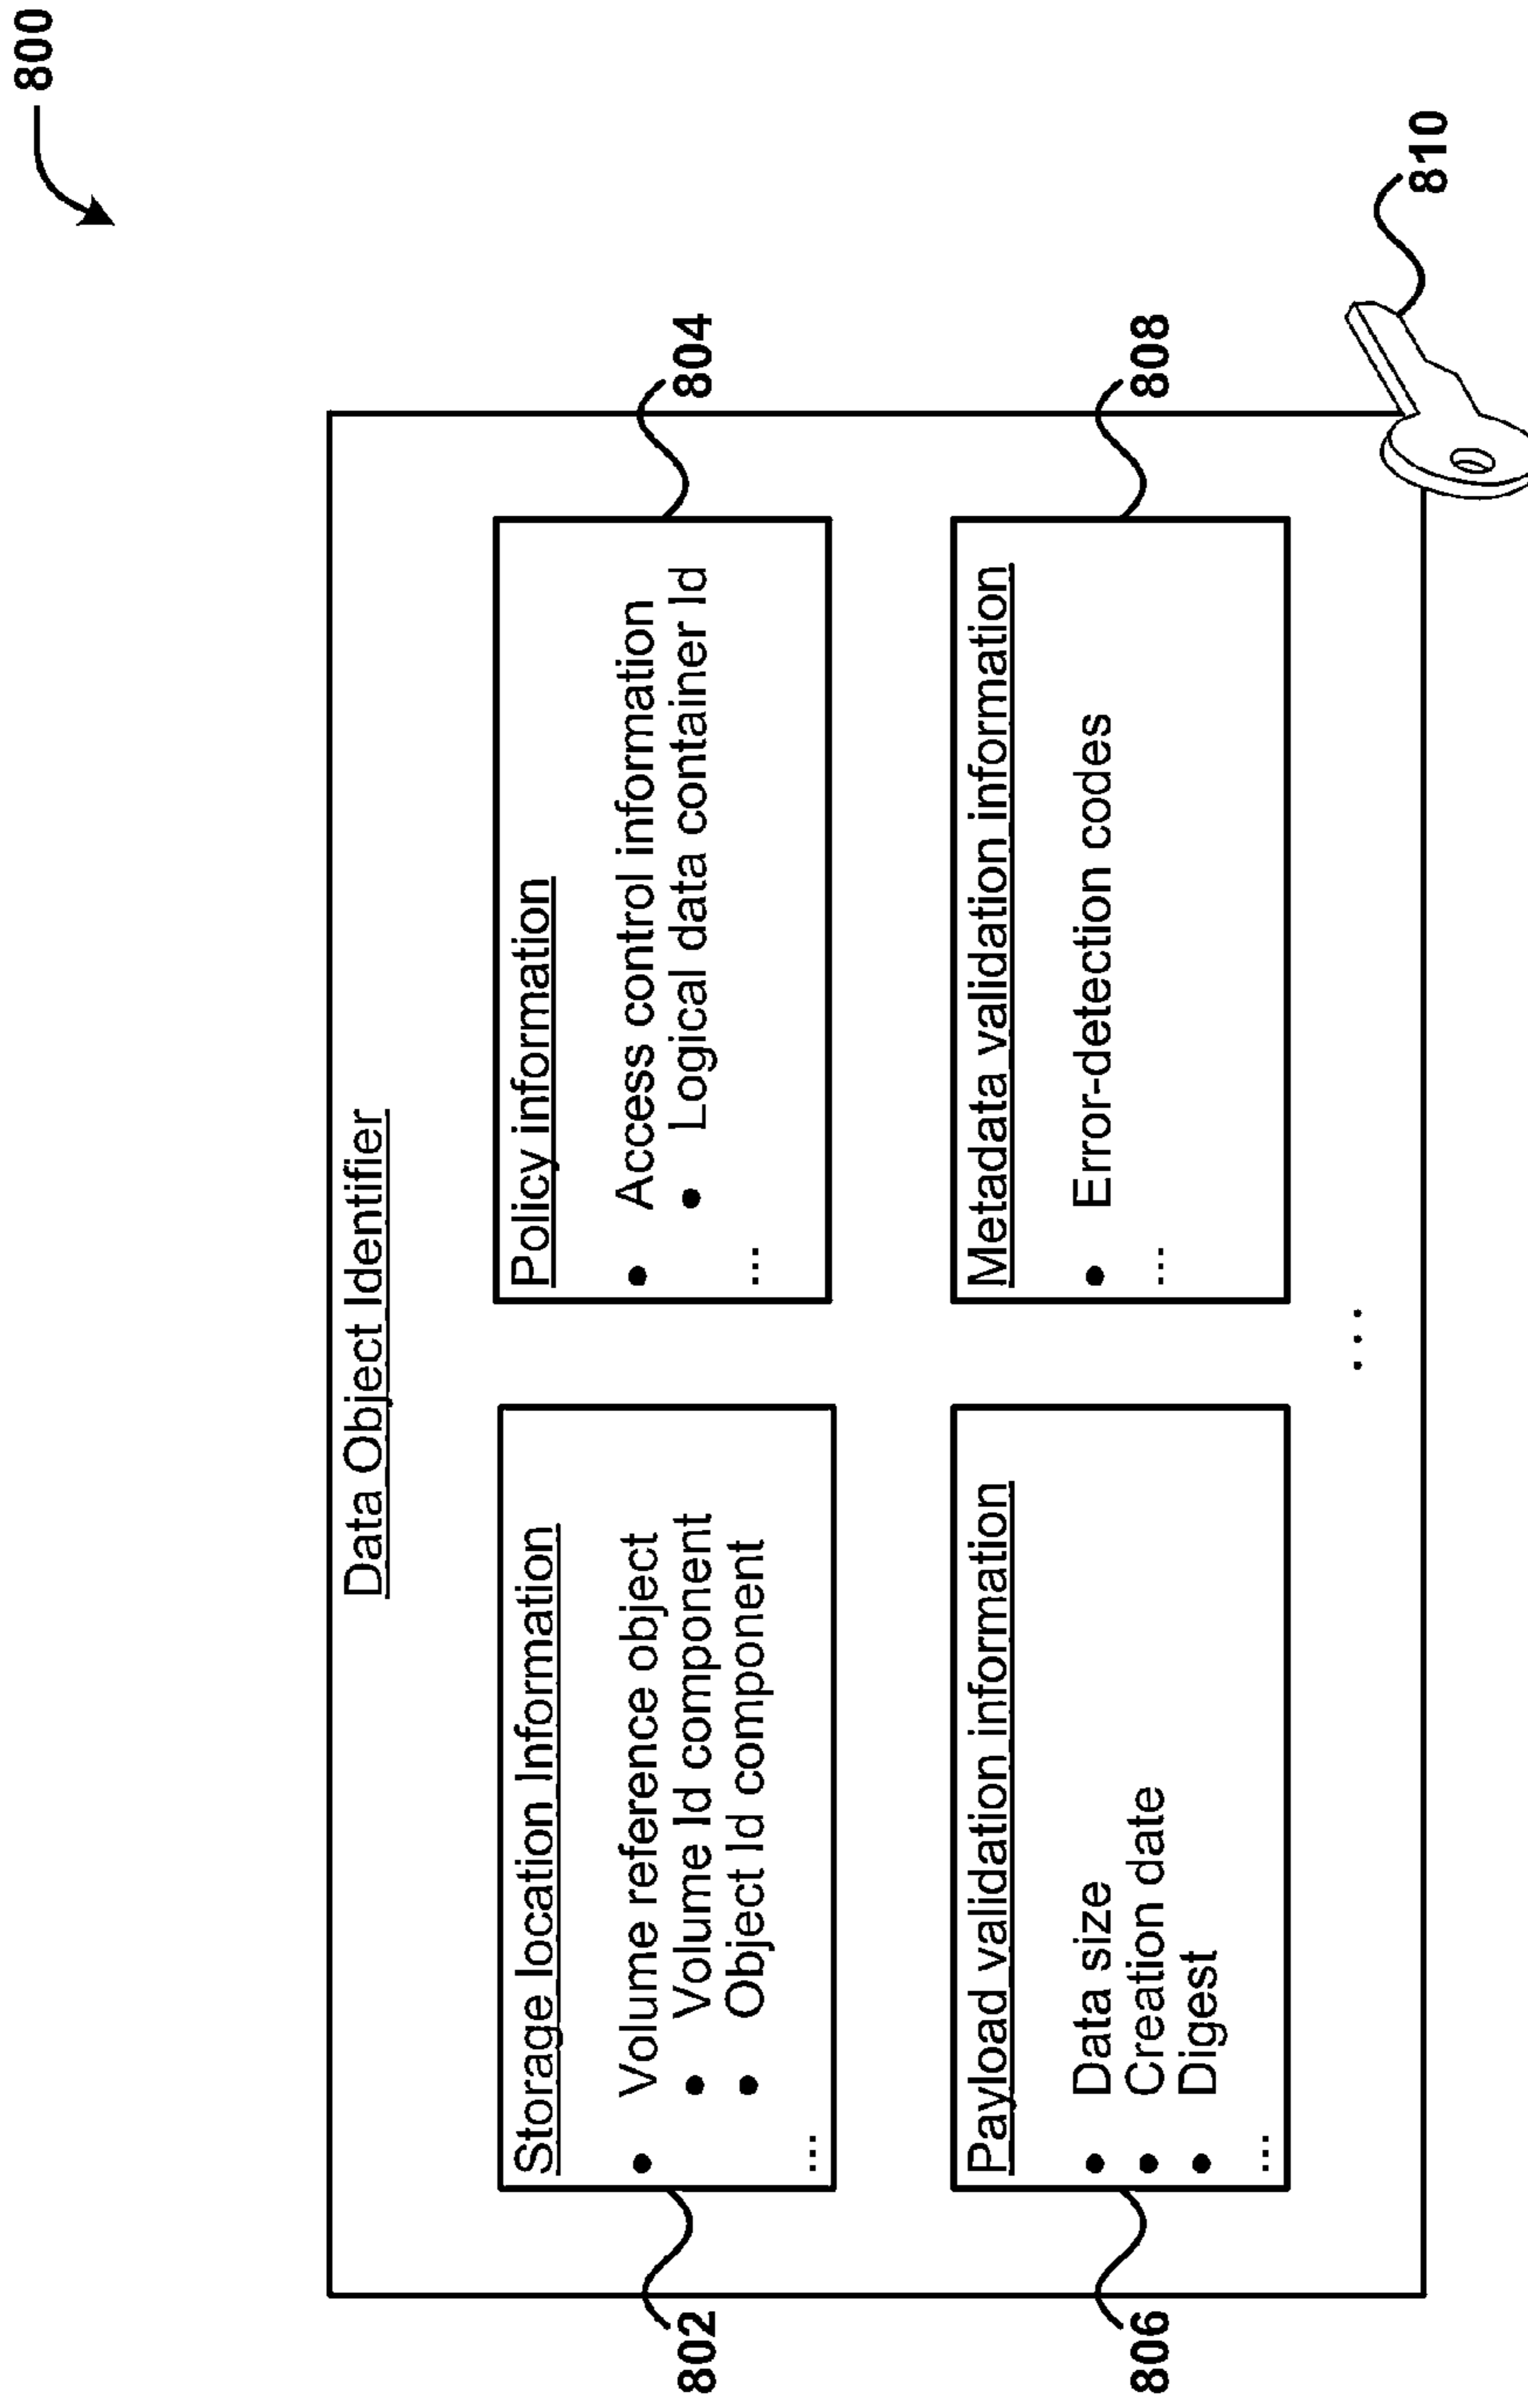 800
Data Object Identifier
802
Storage location Information
• Volume reference object
• Volume Id component
• Object Id component
...
804
Policy information
• Access control information
• Logical data container Id
...
806
Payload validation information
• Data size
• Creation date
• Digest
...
808
Metadata validation information
• Error-detection codes
...
...
810